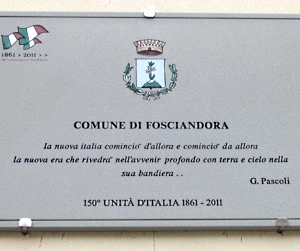 1861 > 2011 > >
COMUNE DI FOSCIANDORA
la nuova italia cominciò d'allora e cominciò da allora
la nuova era che rivedrà nell'avvenir profondo con terra e cielo nella
sua bandiera . .
G. Pascoli
150° UNITÀ D'ITALIA 1861 - 2011